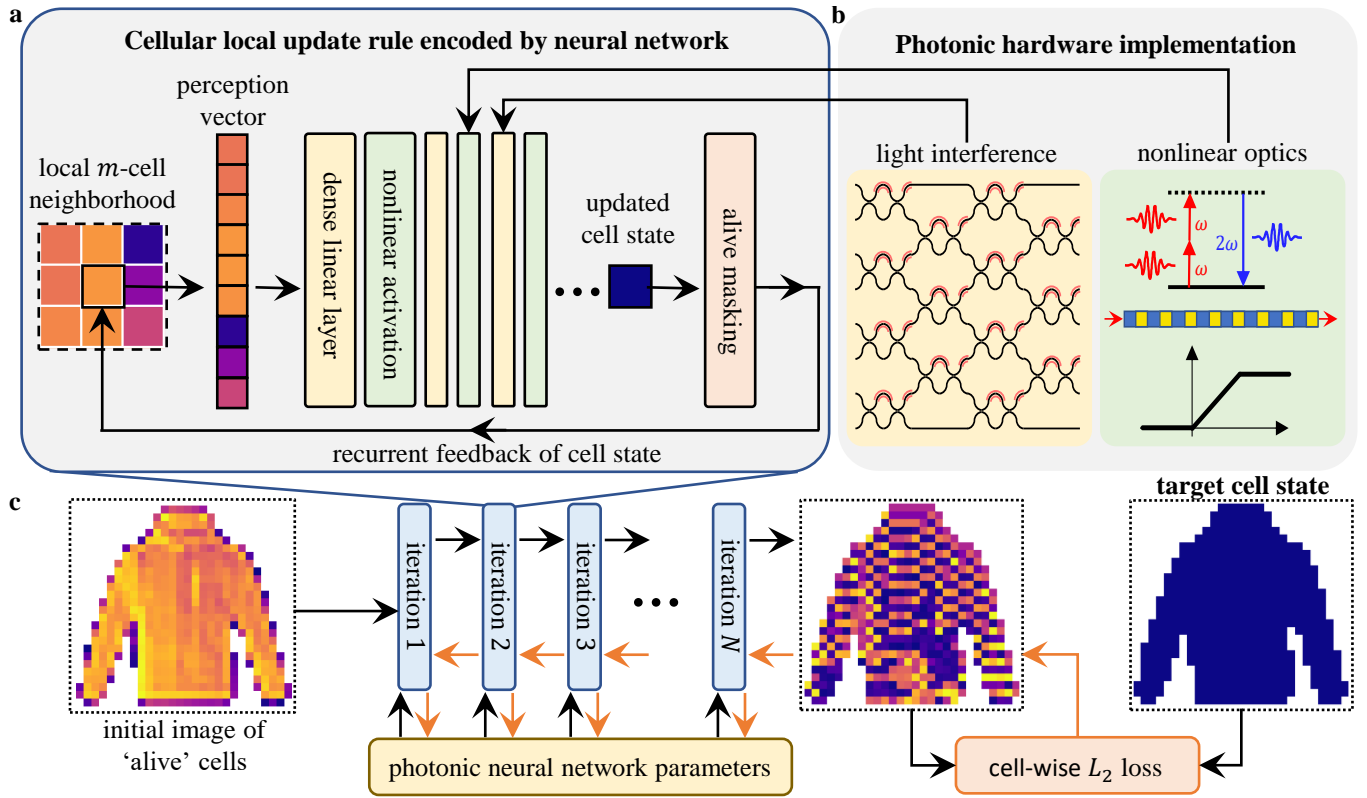 a
Cellular local update rule encoded by neural network
perception
vector
local m-cell
neighborhood
dense linear layer
nonlinear activation
updated
cell state
alive masking
recurrent feedback of cell state
b
Photonic hardware implementation
light interference
nonlinear optics
ω
ω
2ω
c
initial image of
‘alive’ cells
iteration 1
iteration 2
iteration 3
iteration N
photonic neural network parameters
target cell state
cell-wise L₂ loss